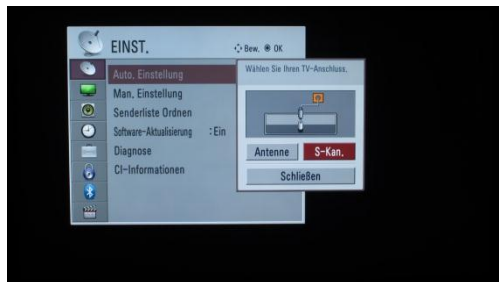 EINST.
Bew. OK
Auto. Einstellung
Man. Einstellung
Senderliste Ordnen
Software-Aktualisierung : Ein
Diagnose
CI-Informationen
Wählen Sie Ihren TV-Anschluss.
Antenne
S-Kan.
Schließen